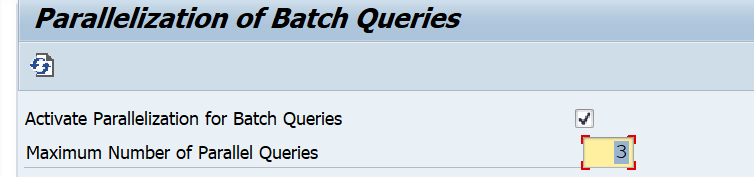 Parallelization of Batch Queries
Activate Parallelization for Batch Queries
Maximum Number of Parallel Queries 3